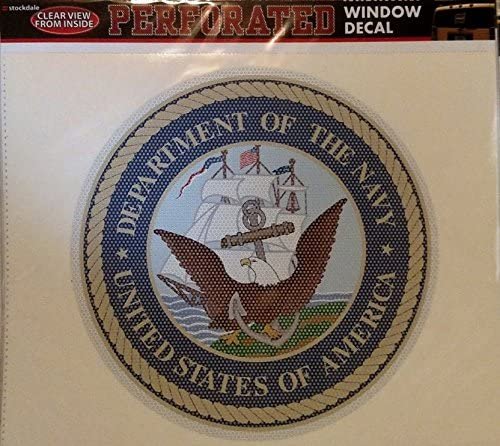 stockdale
CLEAR VIEW
FROM INSIDE
PERFORATED
WINDOW
DECAL
DEPARTMENT OF THE NAVY
UNITED STATES OF AMERICA